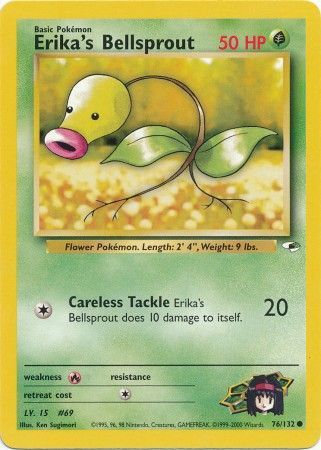 Basic Pokémon
Erika's Bellsprout 50 HP
Flower Pokémon. Length: 2' 4", Weight: 9 lbs.
Careless Tackle Erika's 20
Bellsprout does 10 damage to itself.
weakness resistance
retreat cost
LV. 15 #69
Illus. Ken Sugimori ©1995, 96, 98 Nintendo, Creatures, GAMEFREAK. ©1999-2000 Wizards. 76/132